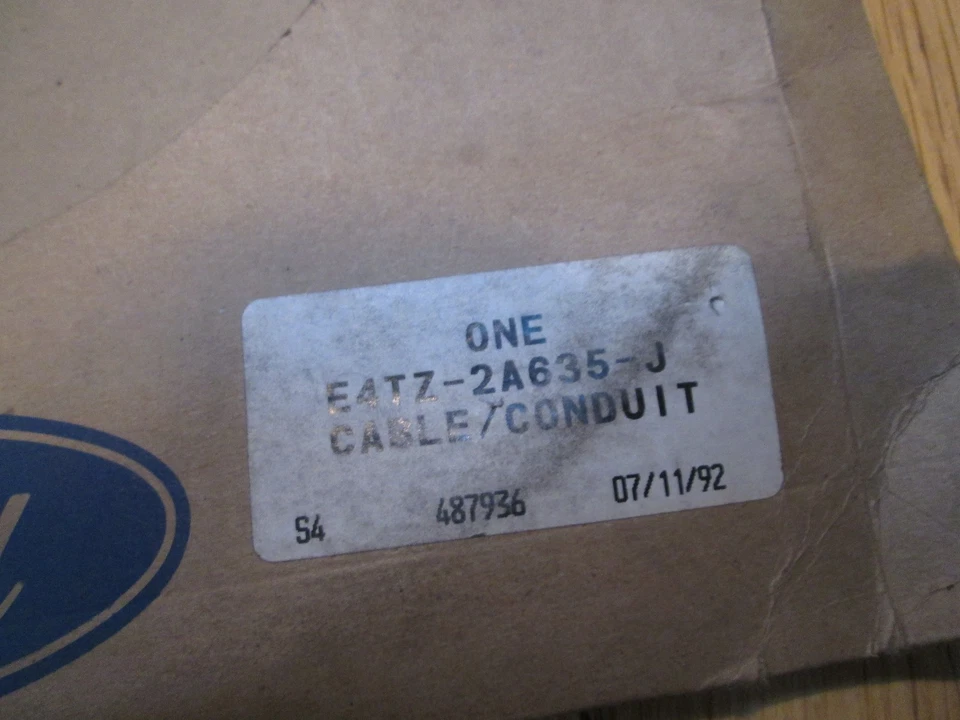 ONE
E4TZ-2A635-J
CABLE/CONDUIT
S4 487936 07/11/92